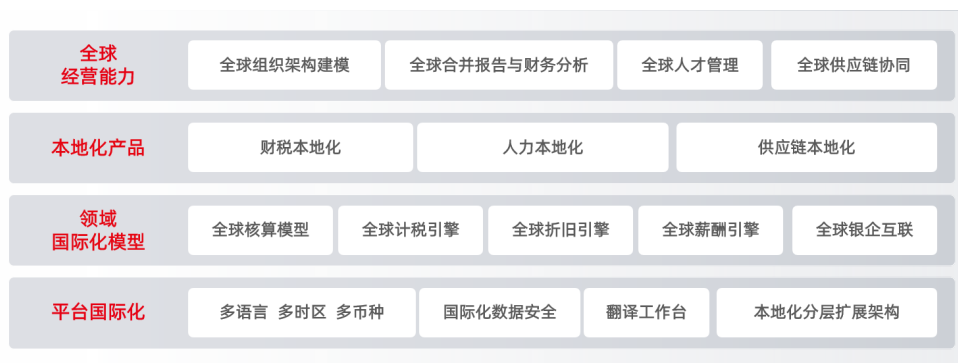 全球
经营能力
全球组织架构建模
全球合并报告与财务分析
全球人才管理
全球供应链协同
本地化产品
财税本地化
人力本地化
供应链本地化
领域
国际化模型
全球核算模型
全球计税引擎
全球折旧引擎
全球薪酬引擎
全球银企互联
平台国际化
多语言 多时区 多币种
国际化数据安全
翻译工作台
本地化分层扩展架构